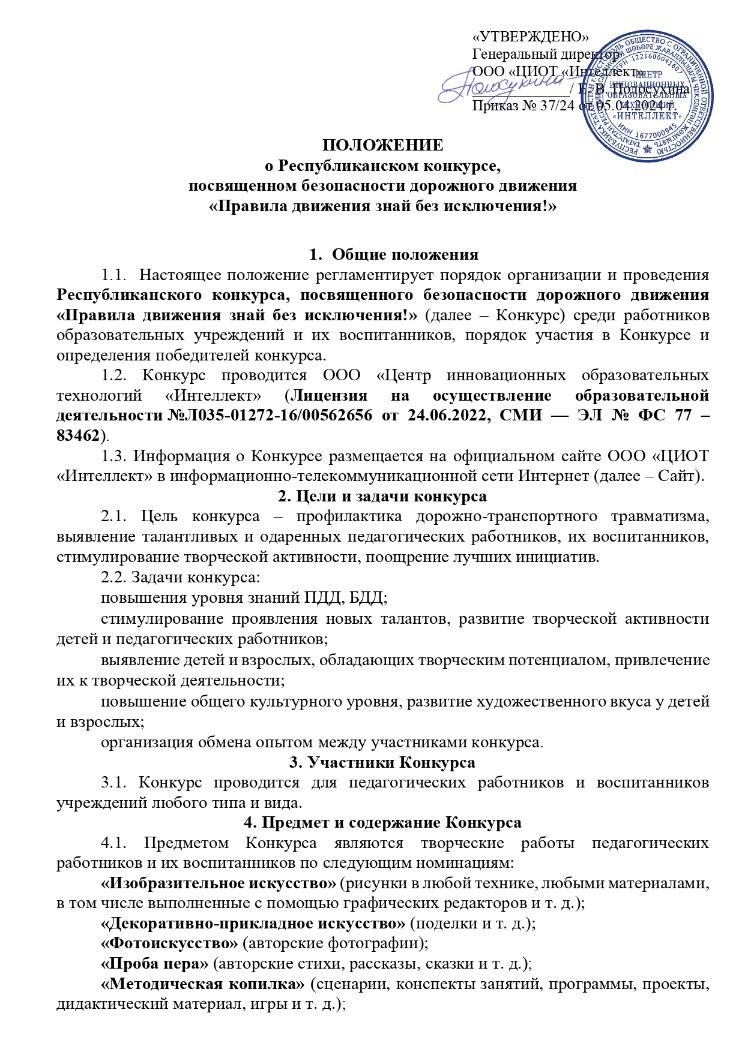 «УТВЕРЖДЕНО»
Генеральный директор
ООО «ЦИОТ «Интеллект»
/ Е. В. Полосухина
Приказ № 37/24 от 05.04.2024 г.
ЦЕНТР
ИННОВАЦИОННЫХ
ОБРАЗОВАТЕЛЬНЫХ
ТЕХНОЛОГИЙ
«ИНТЕЛЛЕКТ»
ИНН 1677000945
ПОЛОЖЕНИЕ
о Республиканском конкурсе,
посвященном безопасности дорожного движения
«Правила движения знай без исключения!»
1. Общие положения
1.1. Настоящее положение регламентирует порядок организации и проведения
Республиканского конкурса, посвященного безопасности дорожного движения
«Правила движения знай без исключения!» (далее – Конкурс) среди работников
образовательных учреждений и их воспитанников, порядок участия в Конкурсе и
определения победителей конкурса.
1.2. Конкурс проводится ООО «Центр инновационных образовательных
технологий «Интеллект» (Лицензия на осуществление образовательной
деятельности №Л035-01272-16/00562656 от 24.06.2022, СМИ — ЭЛ № ФС 77 –
83462).
1.3. Информация о Конкурсе размещается на официальном сайте ООО «ЦИОТ
«Интеллект» в информационно-телекоммуникационной сети Интернет (далее – Сайт).
2. Цели и задачи конкурса
2.1. Цель конкурса – профилактика дорожно-транспортного травматизма,
выявление талантливых и одаренных педагогических работников, их воспитанников,
стимулирование творческой активности, поощрение лучших инициатив.
2.2. Задачи конкурса:
повышения уровня знаний ПДД, БДД;
стимулирование проявления новых талантов, развитие творческой активности
детей и педагогических работников;
выявление детей и взрослых, обладающих творческим потенциалом, привлечение
их к творческой деятельности;
повышение общего культурного уровня, развитие художественного вкуса у детей
и взрослых;
организация обмена опытом между участниками конкурса.
3. Участники Конкурса
3.1. Конкурс проводится для педагогических работников и воспитанников
учреждений любого типа и вида.
4. Предмет и содержание Конкурса
4.1. Предметом Конкурса являются творческие работы педагогических
работников и их воспитанников по следующим номинациям:
«Изобразительное искусство» (рисунки в любой технике, любыми материалами,
в том числе выполненные с помощью графических редакторов и т. д.);
«Декоративно-прикладное искусство» (поделки и т. д.);
«Фотоискусство» (авторские фотографии);
«Проба пера» (авторские стихи, рассказы, сказки и т. д.);
«Методическая копилка» (сценарии, конспекты занятий, программы, проекты,
дидактический материал, игры и т. д.);